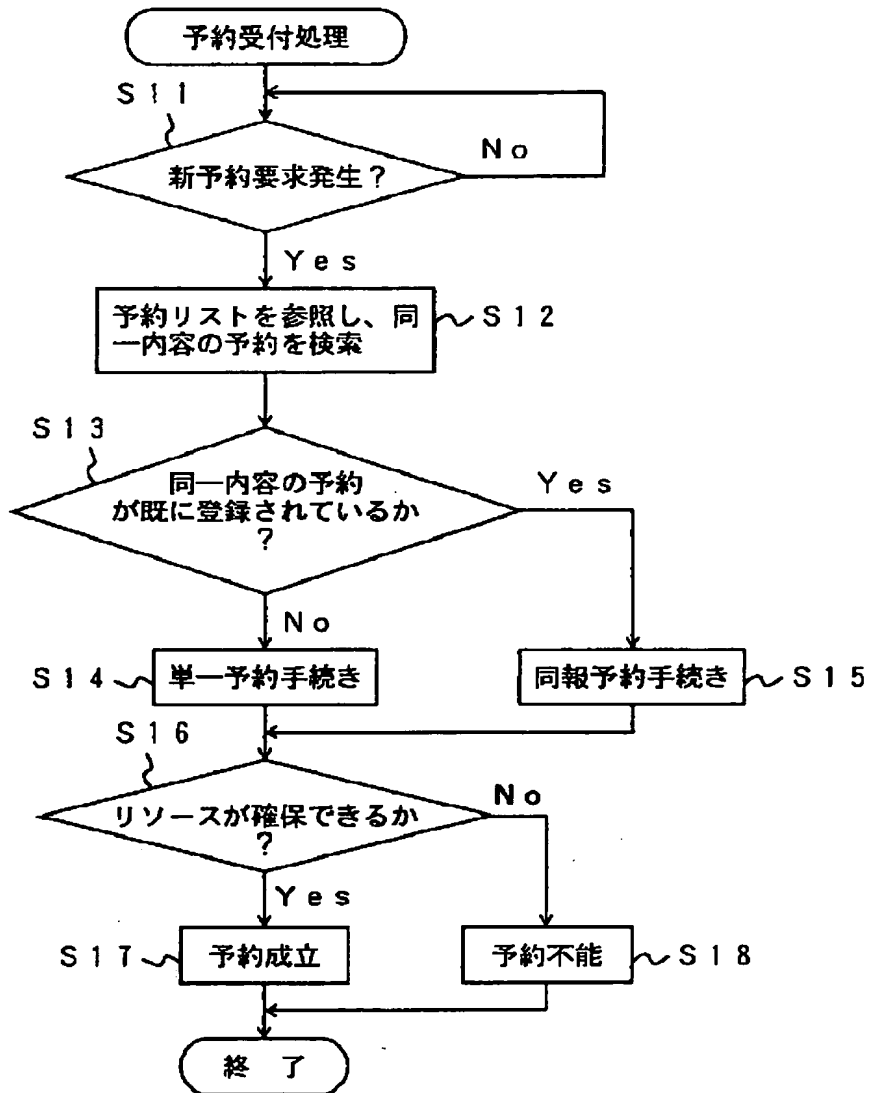 予約受付処理
S11
新予約要求発生?
No
Yes
予約リストを参照し、同
一内容の予約を検索
S12
S13
同一内容の予約
が既に登録されているか
?
Yes
No
S14
単一予約手続き
同報予約手続き
S15
S16
リソースが確保できるか
?
No
Yes
S17
予約成立
予約不能
S18
終 了